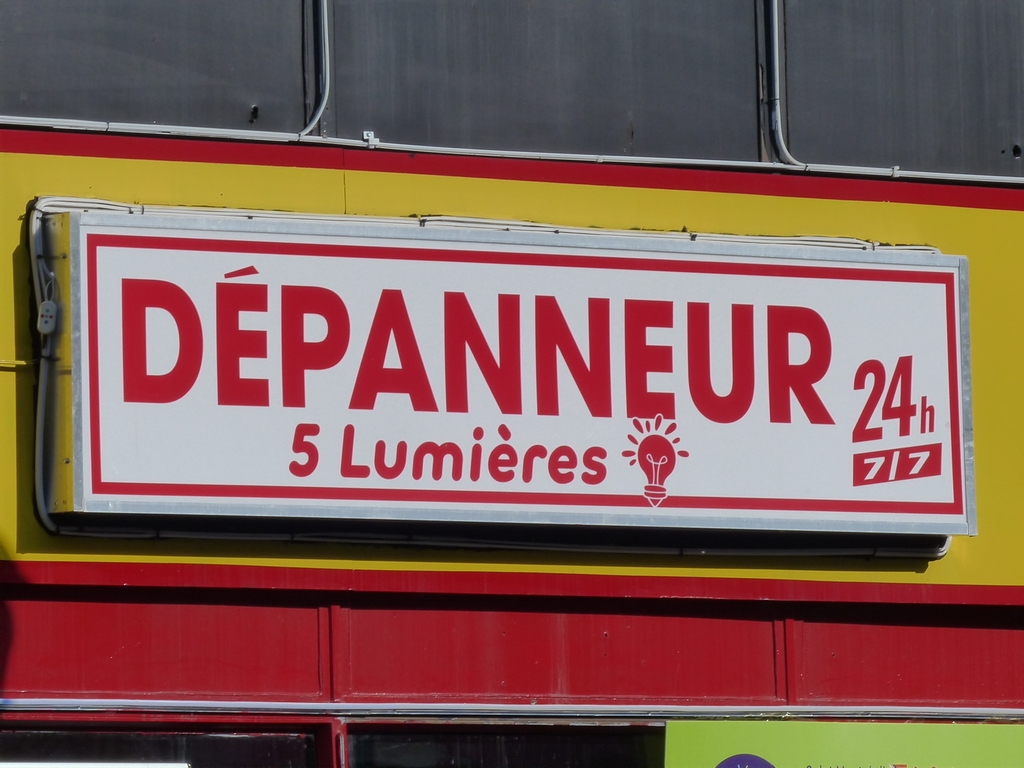 DÉPANNEUR
5 Lumières
24h
7/7